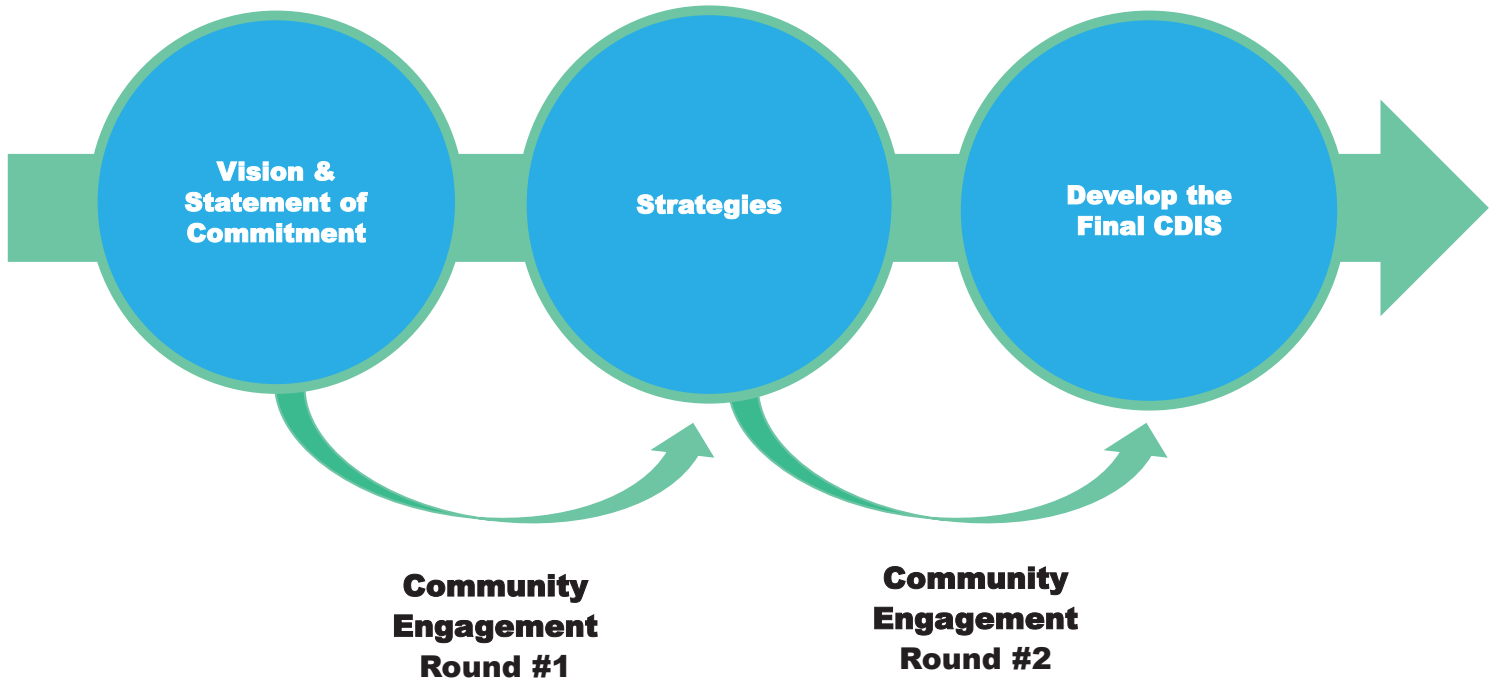 Vision &
Statement of
Commitment
Strategies
Develop the
Final CDIS
Community
Engagement
Round #1
Community
Engagement
Round #2